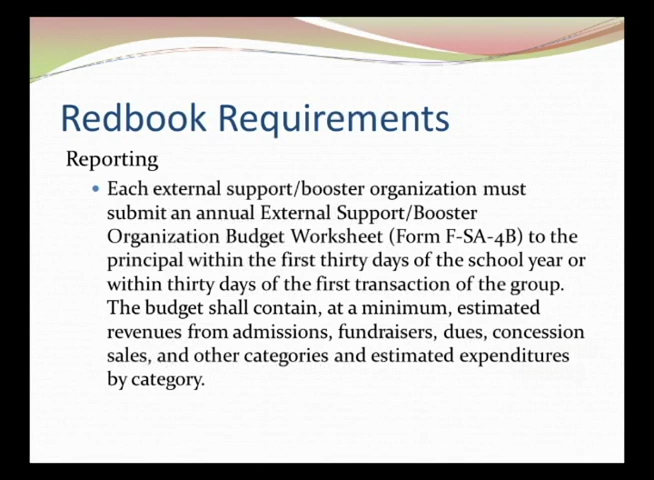 Redbook Requirements
Reporting
• Each external support/booster organization must
submit an annual External Support/Booster
Organization Budget Worksheet (Form F-SA-4B) to the
principal within the first thirty days of the school year or
within thirty days of the first transaction of the group.
The budget shall contain, at a minimum, estimated
revenues from admissions, fundraisers, dues, concession
sales, and other categories and estimated expenditures
by category.